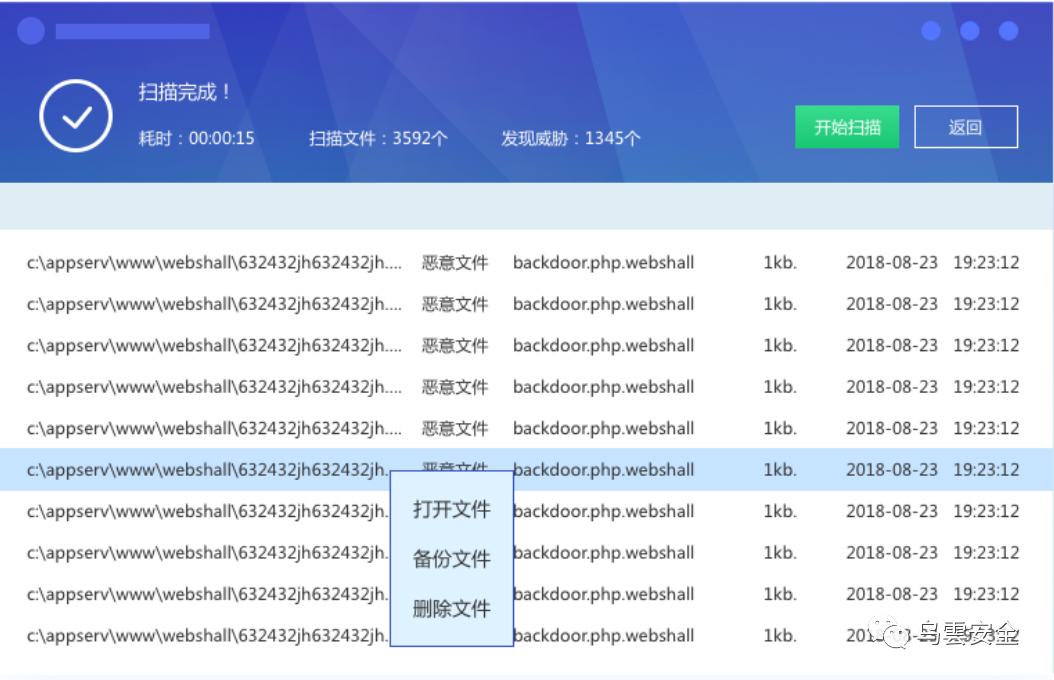 扫描完成！
耗时：00:00:15 扫描文件：3592个 发现威胁：1345个 开始扫描 返回
c:\appserv\www\webshall\632432jh632432jh.... 恶意文件 backdoor.php.webshall 1kb. 2018-08-23 19:23:12
c:\appserv\www\webshall\632432jh632432jh.... 恶意文件 backdoor.php.webshall 1kb. 2018-08-23 19:23:12
c:\appserv\www\webshall\632432jh632432jh.... 恶意文件 backdoor.php.webshall 1kb. 2018-08-23 19:23:12
c:\appserv\www\webshall\632432jh632432jh.... 恶意文件 backdoor.php.webshall 1kb. 2018-08-23 19:23:12
c:\appserv\www\webshall\632432jh632432jh.... 恶意文件 backdoor.php.webshall 1kb. 2018-08-23 19:23:12
c:\appserv\www\webshall\632432jh632432jh. 恶意文件 backdoor.php.webshall 1kb. 2018-08-23 19:23:12
c:\appserv\www\webshall\632432jh632432jh. 打开文件 backdoor.php.webshall 1kb. 2018-08-23 19:23:12
c:\appserv\www\webshall\632432jh632432jh. 备份文件 backdoor.php.webshall 1kb. 2018-08-23 19:23:12
c:\appserv\www\webshall\632432jh632432jh. 删除文件 backdoor.php.webshall 1kb. 2018-08-23 19:23:12
c:\appserv\www\webshall\632432jh632432jh. backdoor.php.webshall 1kb.
乌雲安全